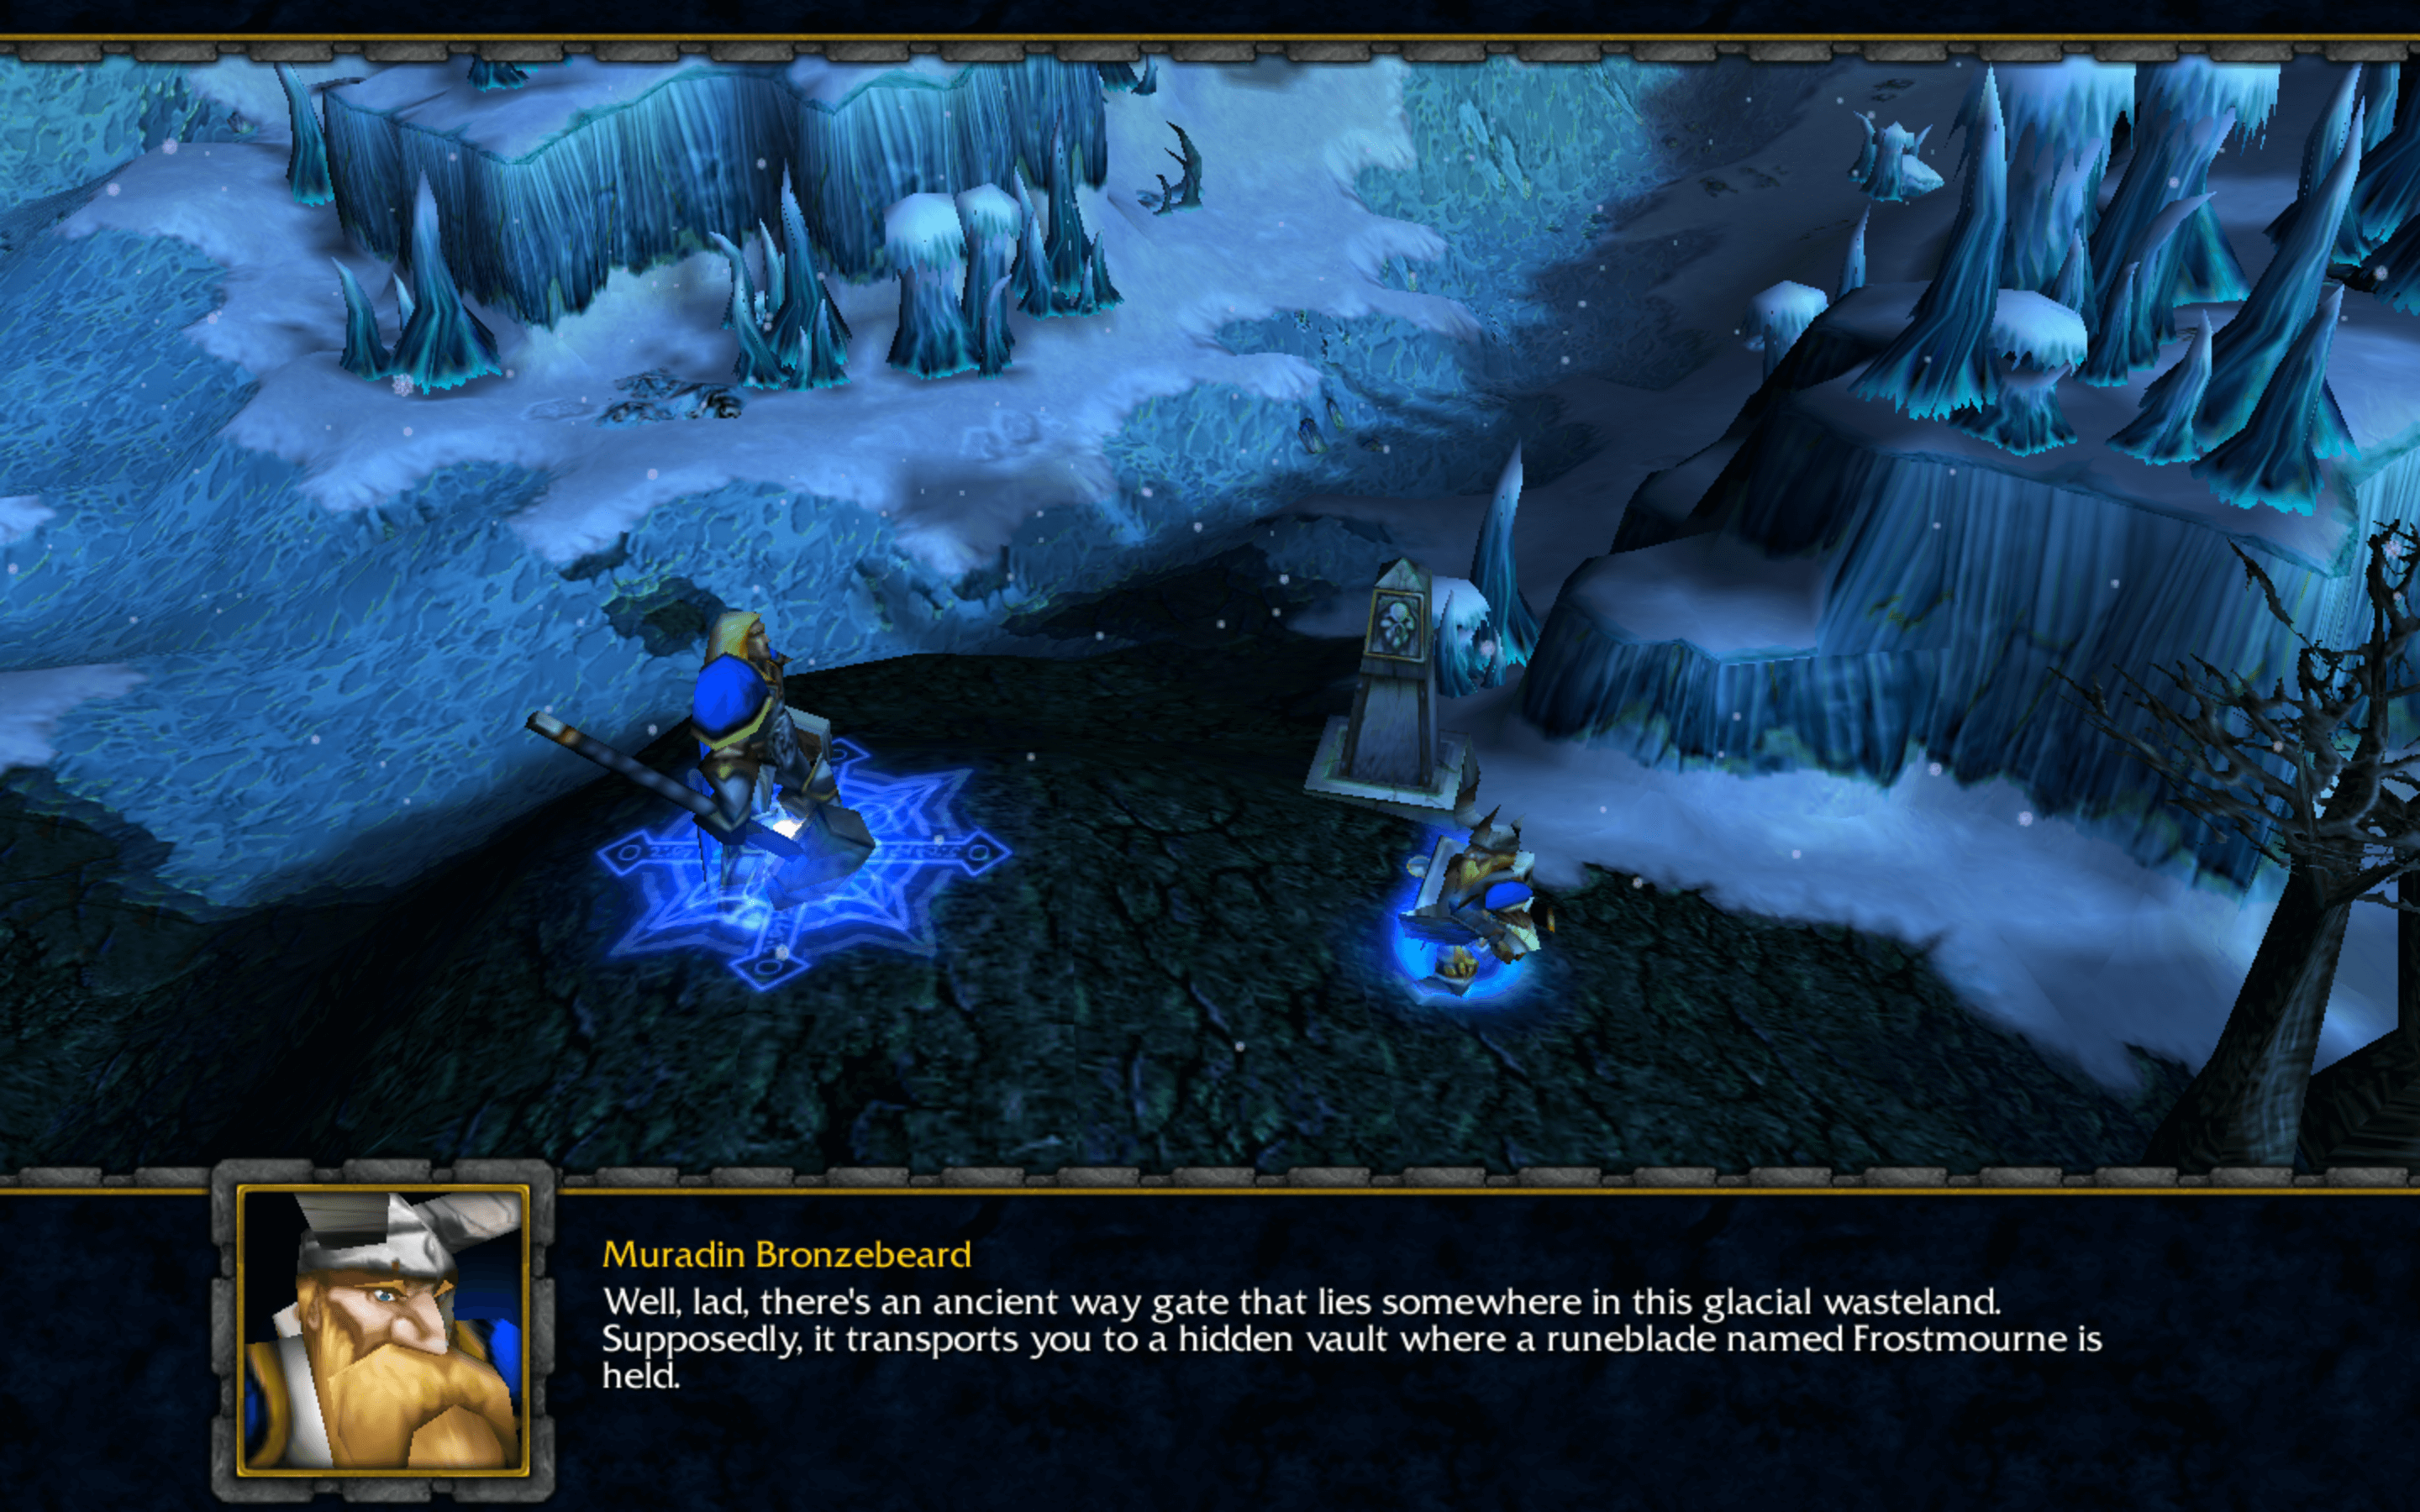 Muradin Bronzebeard
Well, lad, there's an ancient way gate that lies somewhere in this glacial wasteland.
Supposedly, it transports you to a hidden vault where a runeblade named Frostmourne is
held.